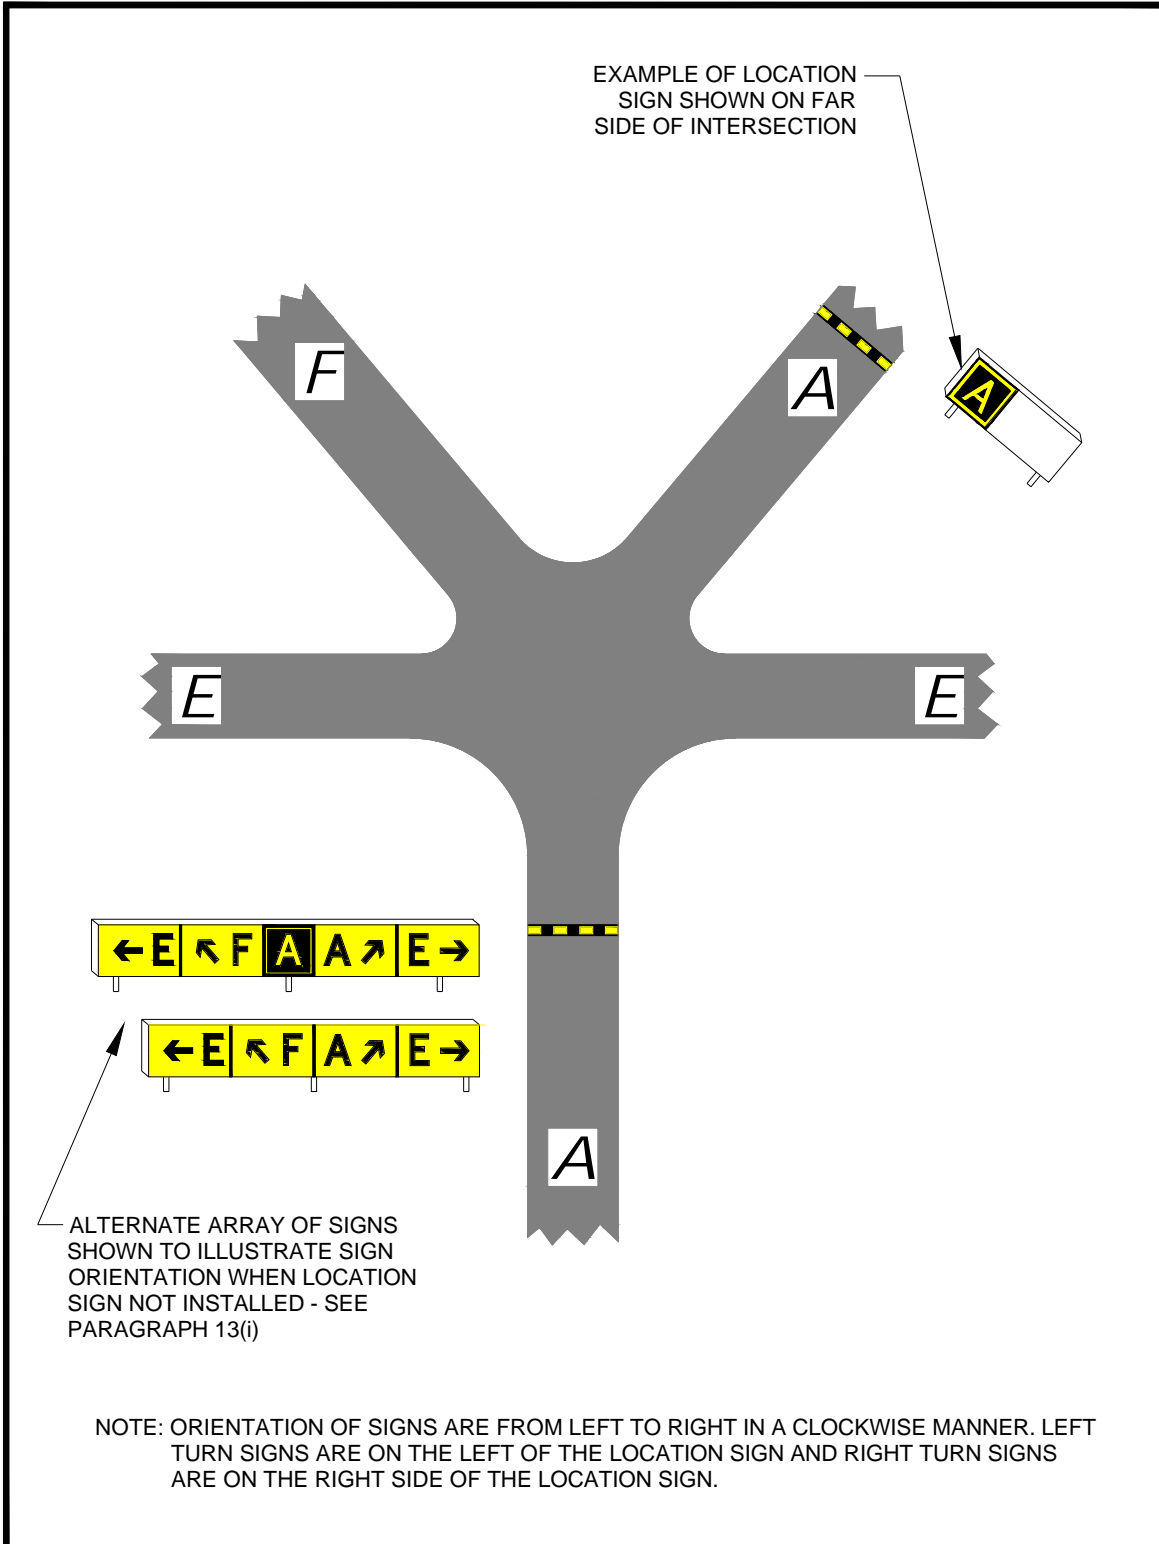 EXAMPLE OF LOCATION
SIGN SHOWN ON FAR
SIDE OF INTERSECTION
F
A
A
E
E
←E ↖F A A↗ E→
←E ↖F A↗ E→
A
ALTERNATE ARRAY OF SIGNS
SHOWN TO ILLUSTRATE SIGN
ORIENTATION WHEN LOCATION
SIGN NOT INSTALLED - SEE
PARAGRAPH 13(i)
NOTE: ORIENTATION OF SIGNS ARE FROM LEFT TO RIGHT IN A CLOCKWISE MANNER. LEFT
TURN SIGNS ARE ON THE LEFT OF THE LOCATION SIGN AND RIGHT TURN SIGNS
ARE ON THE RIGHT SIDE OF THE LOCATION SIGN.